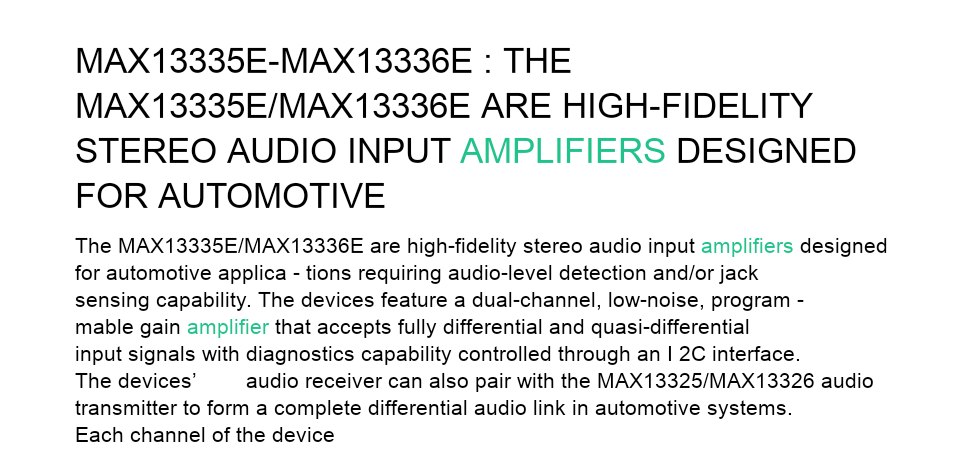 MAX13335E-MAX13336E : THE
MAX13335E/MAX13336E ARE HIGH-FIDELITY
STEREO AUDIO INPUT AMPLIFIERS DESIGNED
FOR AUTOMOTIVE
The MAX13335E/MAX13336E are high-fidelity stereo audio input amplifiers designed
for automotive applica - tions requiring audio-level detection and/or jack
sensing capability. The devices feature a dual-channel, low-noise, program -
mable gain amplifier that accepts fully differential and quasi-differential
input signals with diagnostics capability controlled through an I 2C interface.
The devices’ audio receiver can also pair with the MAX13325/MAX13326 audio
transmitter to form a complete differential audio link in automotive systems.
Each channel of the device